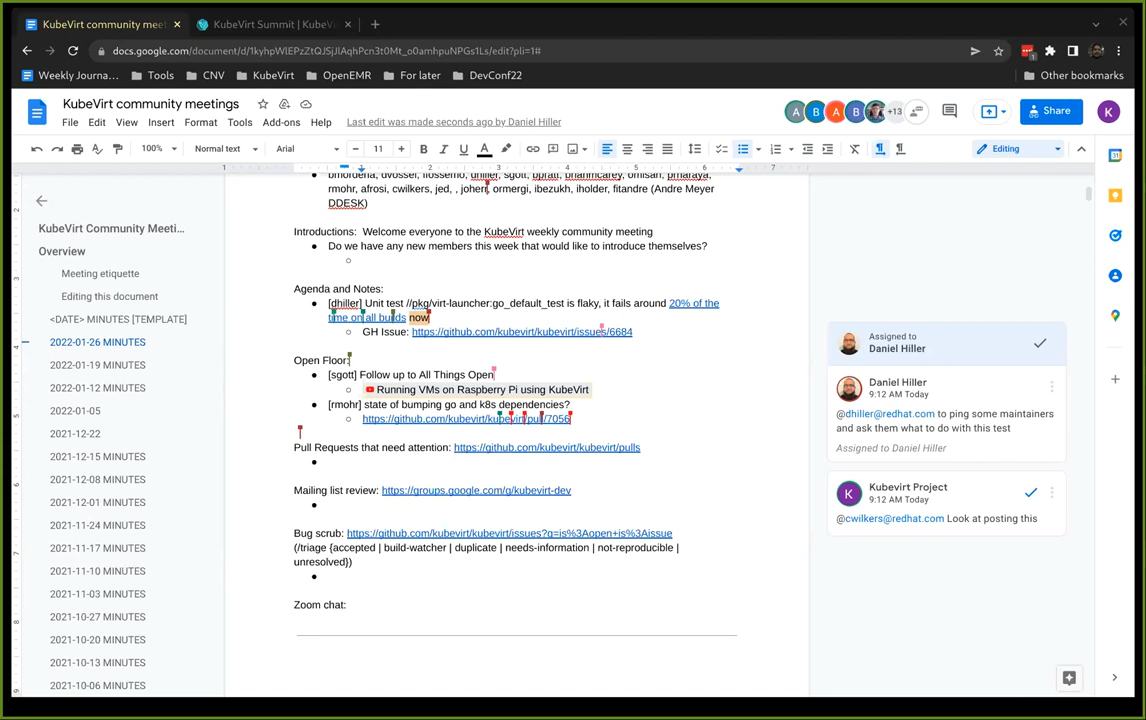 KubeVirt community meet
KubeVirt Summit | KubeV
docs.google.com/document/d/1kyhpWlEPzZtQJSjJlAqhPcn3t0Mt_o0amhpuNPGs1Ls/edit?pli=1#
Weekly Journa... Tools CNV KubeVirt OpenEMR For later DevConf22 Other bookmarks
KubeVirt community meetings
File Edit View Insert Format Tools Add-ons Help Last edit was made seconds ago by Daniel Hiller
A B A B +13 Share K
100% Normal text Arial 11 Editing
1 1 2 3 4 5 6 7
KubeVirt Community Meeti...
Overview
Meeting etiquette
Editing this document
<DATE> MINUTES [TEMPLATE]
2022-01-26 MINUTES
2022-01-19 MINUTES
2022-01-12 MINUTES
2022-01-05
2021-12-22
2021-12-15 MINUTES
2021-12-08 MINUTES
2021-12-01 MINUTES
2021-11-24 MINUTES
2021-11-17 MINUTES
2021-11-10 MINUTES
2021-11-03 MINUTES
2021-10-27 MINUTES
2021-10-20 MINUTES
2021-10-13 MINUTES
2021-10-06 MINUTES
rmohr, afrosi, cwilkers, jed, , joherr, ormergi, ibezukh, iholder, fitandre (Andre Meyer
DDESK)
Introductions: Welcome everyone to the KubeVirt weekly community meeting
Do we have any new members this week that would like to introduce themselves?
Agenda and Notes:
[dhiller] Unit test //pkg/virt-launcher:go_default_test is flaky, it fails around 20% of the
time on all builds now
GH Issue: https://github.com/kubevirt/kubevirt/issues/6684
Open Floor:
[sgott] Follow up to All Things Open
Running VMs on Raspberry Pi using KubeVirt
[rmohr] state of bumping go and k8s dependencies?
https://github.com/kubevirt/kubevirt/pull/7056
Pull Requests that need attention: https://github.com/kubevirt/kubevirt/pulls
Mailing list review: https://groups.google.com/g/kubevirt-dev
Bug scrub: https://github.com/kubevirt/kubevirt/issues?q=is%3Aopen+is%3Aissue
(/triage {accepted | build-watcher | duplicate | needs-information | not-reproducible |
unresolved})
Zoom chat:
Assigned to
Daniel Hiller
Daniel Hiller
9:12 AM Today
@dhiller@redhat.com to ping some maintainers
and ask them what to do with this test
Assigned to Daniel Hiller
K
Kubevirt Project
9:12 AM Today
@cwilkers@redhat.com Look at posting this